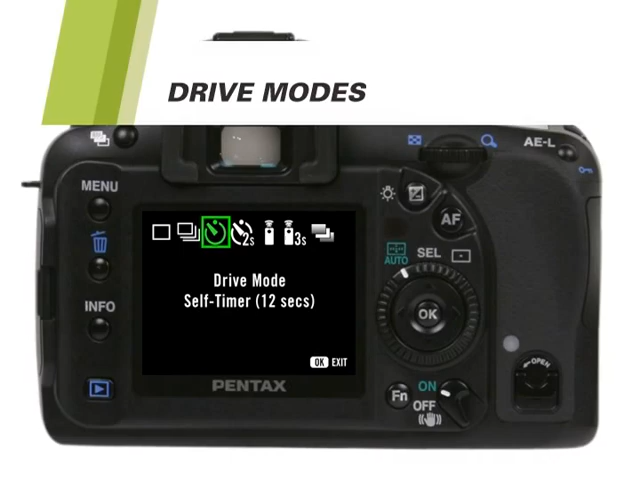 DRIVE MODES
AE-L
MENU
AF
AUTO
SEL
2s
3s
Drive Mode
Self-Timer (12 secs)
INFO
OK
OK EXIT
OPEN
PENTAX
Fn
ON
OFF